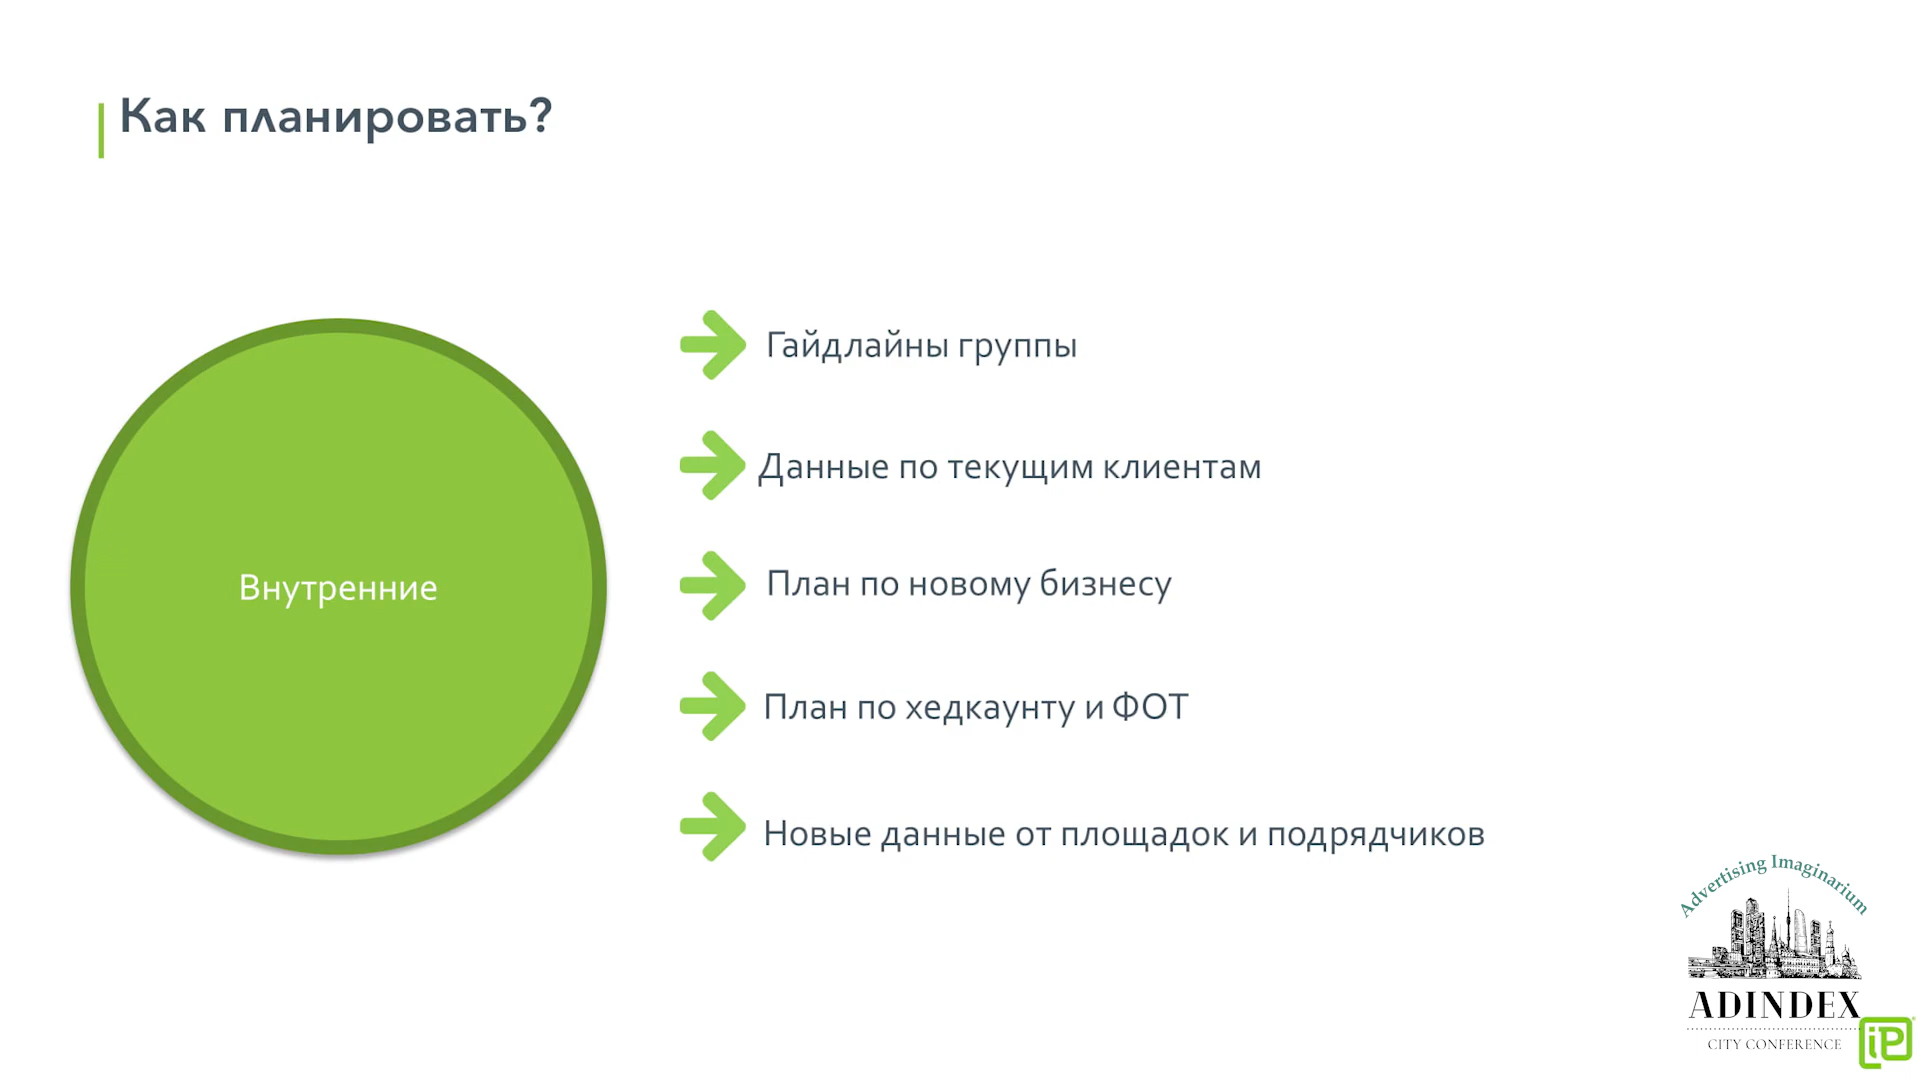 Как планировать?
Внутренние
Гайдлайны группы
Данные по текущим клиентам
План по новому бизнесу
План по хедкаунту и ФОТ
Новые данные от площадок и подрядчиков
Advertising Imaginarium
ADINDEX
CITY CONFERENCE
iP